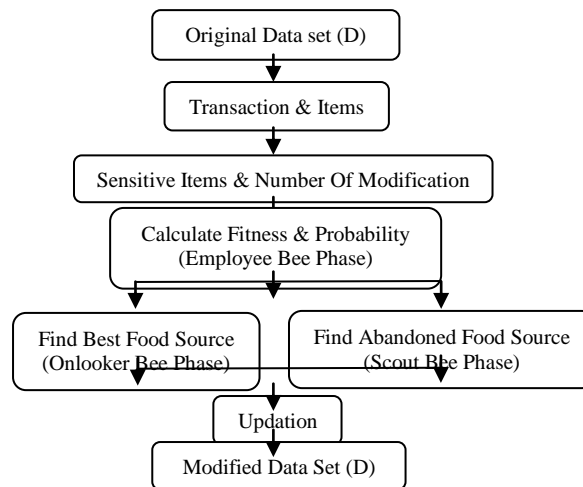 Original Data set (D)
Transaction & Items
Sensitive Items & Number Of Modification
Calculate Fitness & Probability
(Employee Bee Phase)
Find Best Food Source
(Onlooker Bee Phase)
Find Abandoned Food Source
(Scout Bee Phase)
Updation
Modified Data Set (D)